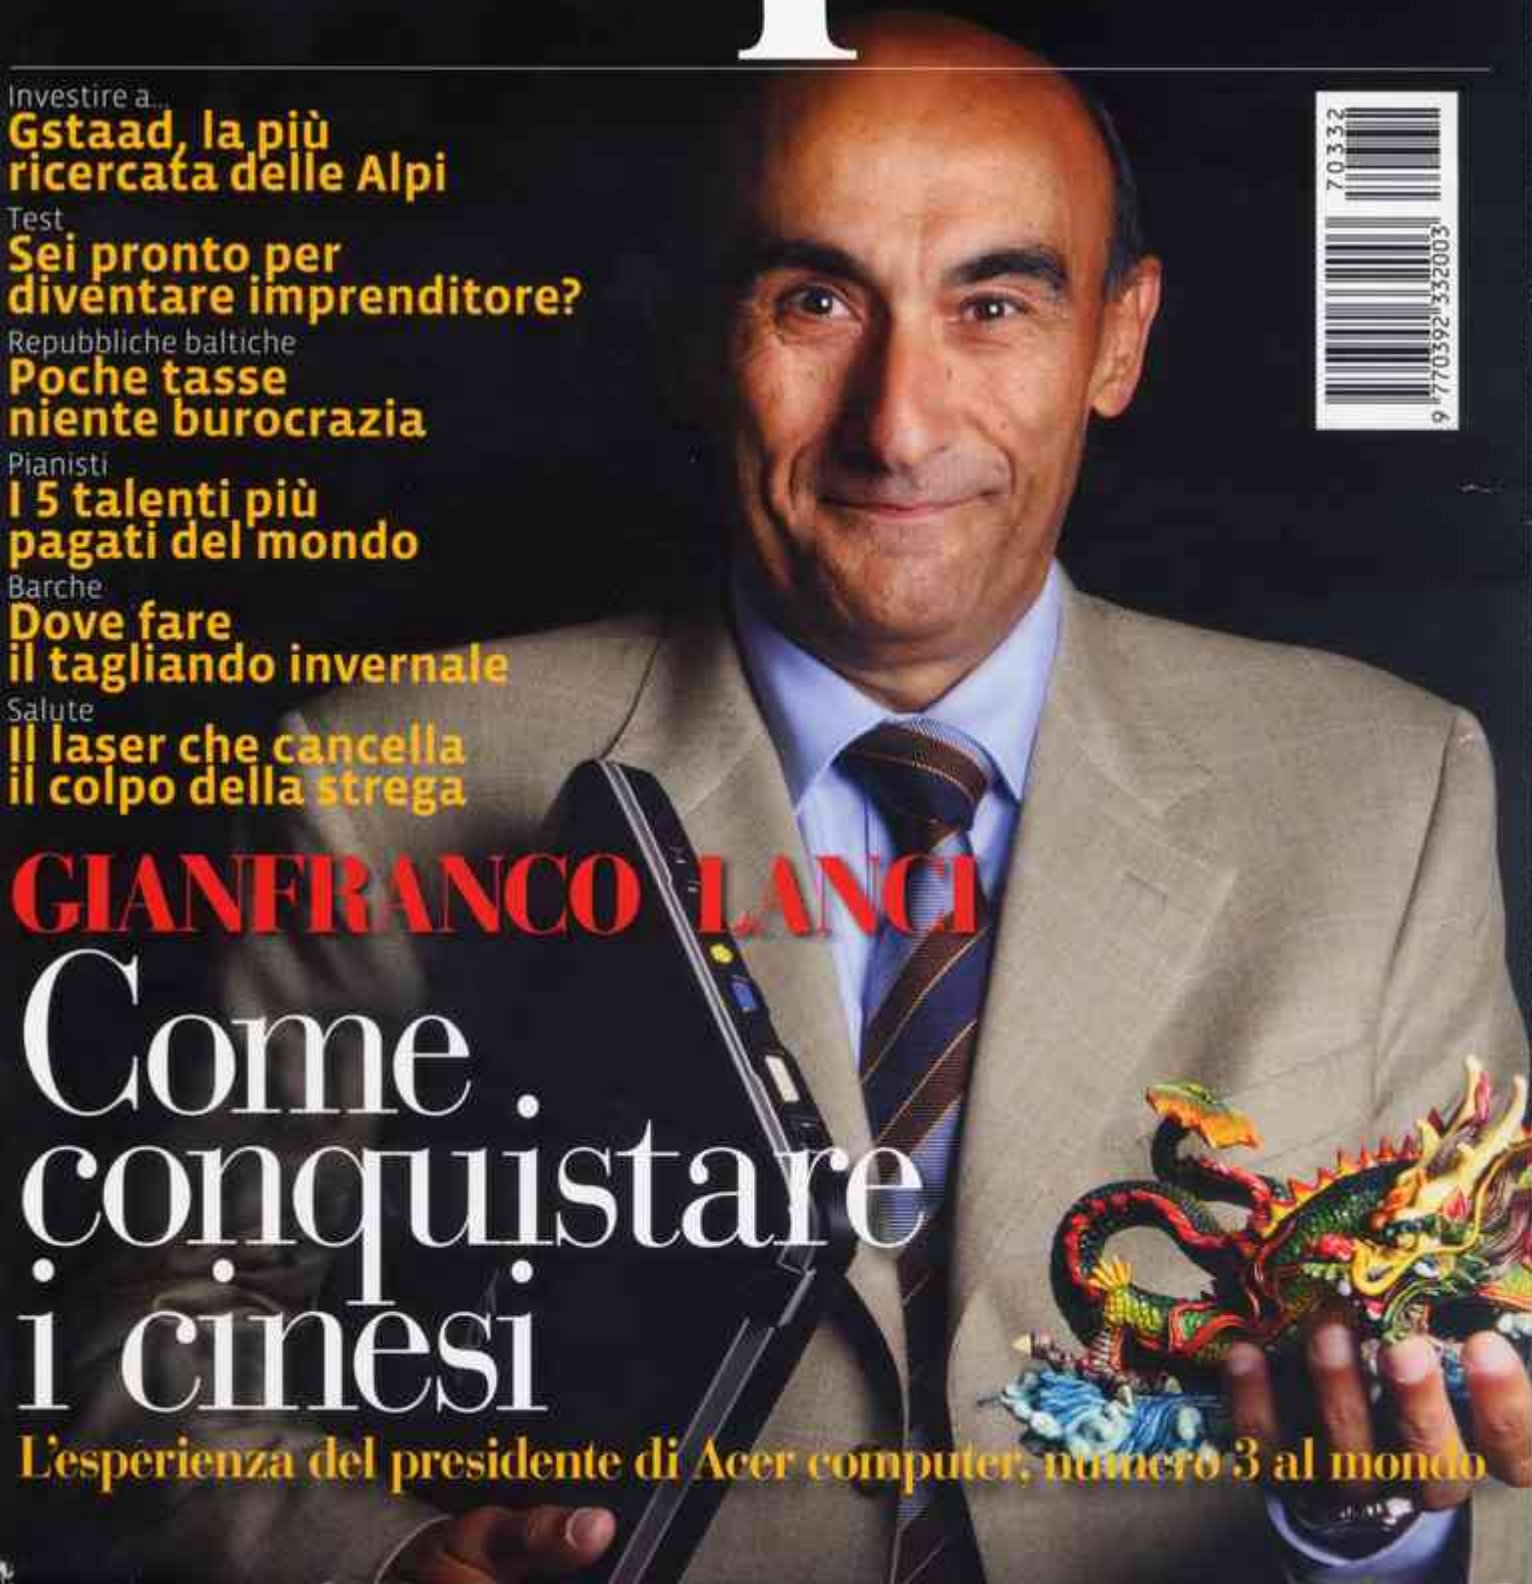 Investire a...
Gstaad, la più
ricercata delle Alpi
Test
Sei pronto per
diventare imprenditore?
Repubbliche baltiche
Poche tasse
niente burocrazia
Pianisti
I 5 talenti più
pagati del mondo
Barche
Dove fare
il tagliando invernale
Salute
Il laser che cancella
il colpo della strega
GIANFRANCO LANCI
Come
conquistare
i cinesi
L'esperienza del presidente di Acer computer, numero 3 al mondo
70332
9 770392 332003